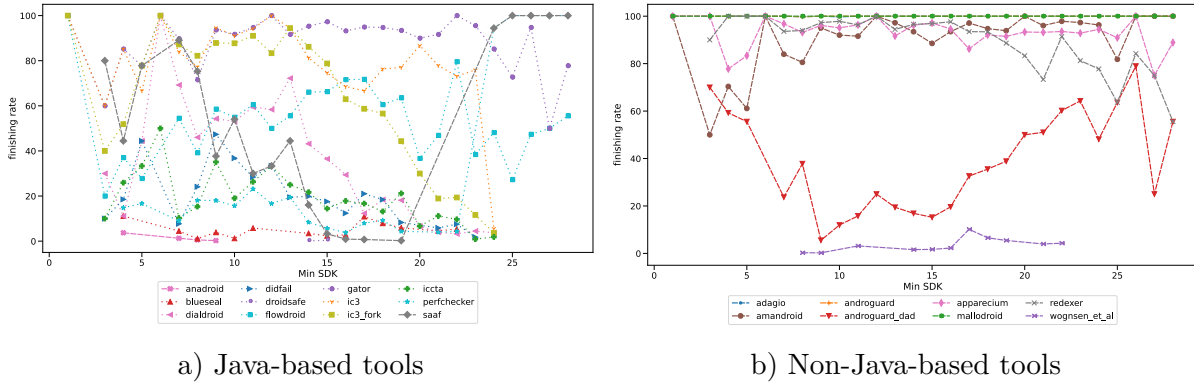 100
80
60
40
20
0
finishing rate
0 5 10 15 20 25
Min SDK
anadroid didfail gator iccta
blueseal droidsafe ic3 perfchecker
dialdroid flowdroid ic3_fork saaf
a) Java-based tools
100
80
60
40
20
0
finishing rate
0 5 10 15 20 25
Min SDK
adagio androguard apparecium redexer
amandroid androguard_dad mallodroid wognsen_et_al
b) Non-Java-based tools